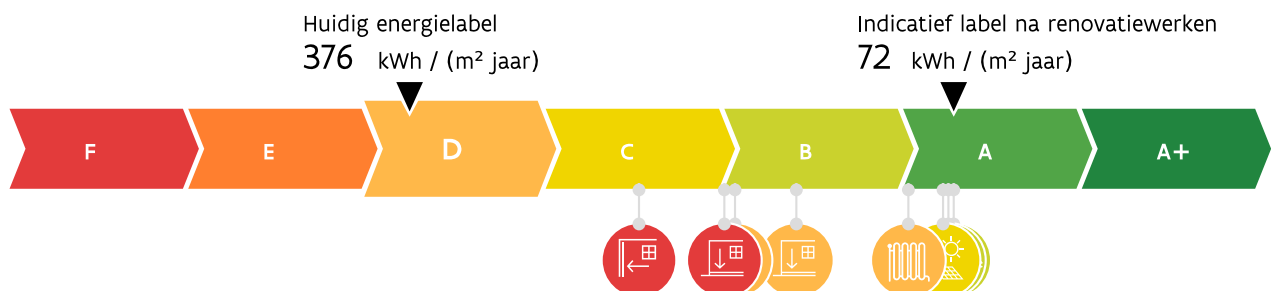 Huidig energielabel
376 kWh / (m² jaar)
Indicatief label na renovatiewerken
72 kWh / (m² jaar)
F E D C B A A+